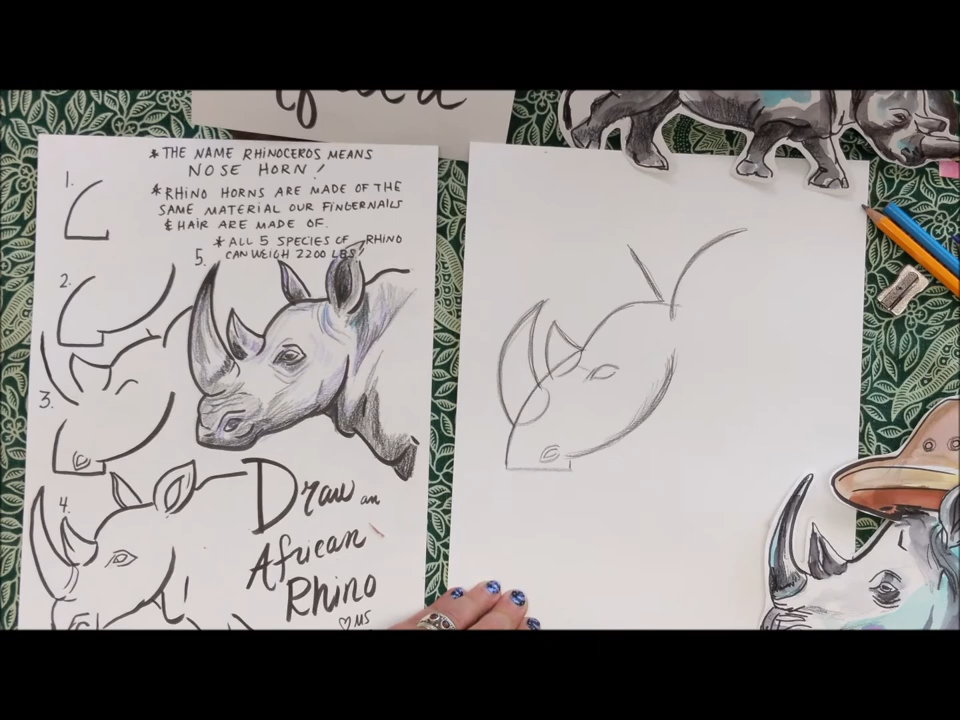 * THE NAME RHINOCEROS MEANS
NOSE HORN!
* RHINO HORNS ARE MADE OF THE
SAME MATERIAL OUR FINGERNAILS
& HAIR ARE MADE OF.
* ALL 5 SPECIES OF RHINO
CAN WEIGH 2200 LBS!
1.
2.
3.
4.
5.
Draw an
African
Rhino
♡ MS